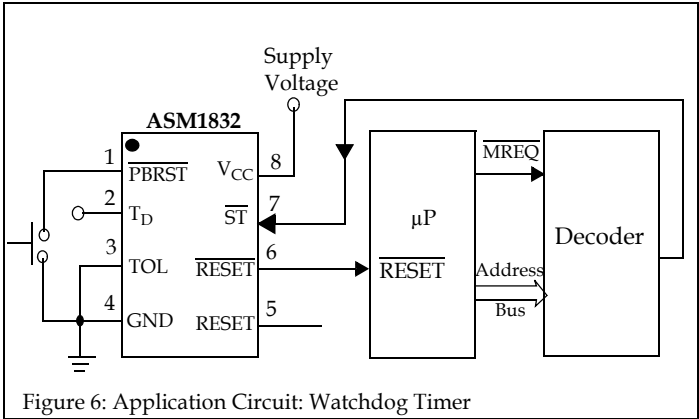 Supply
Voltage
ASM1832
1
PBRST
2
TD
3
TOL
4
GND
VCC
8
ST
7
RESET
6
RESET
5
µP
RESET
MREQ
Address
Bus
Decoder
Figure 6: Application Circuit: Watchdog Timer